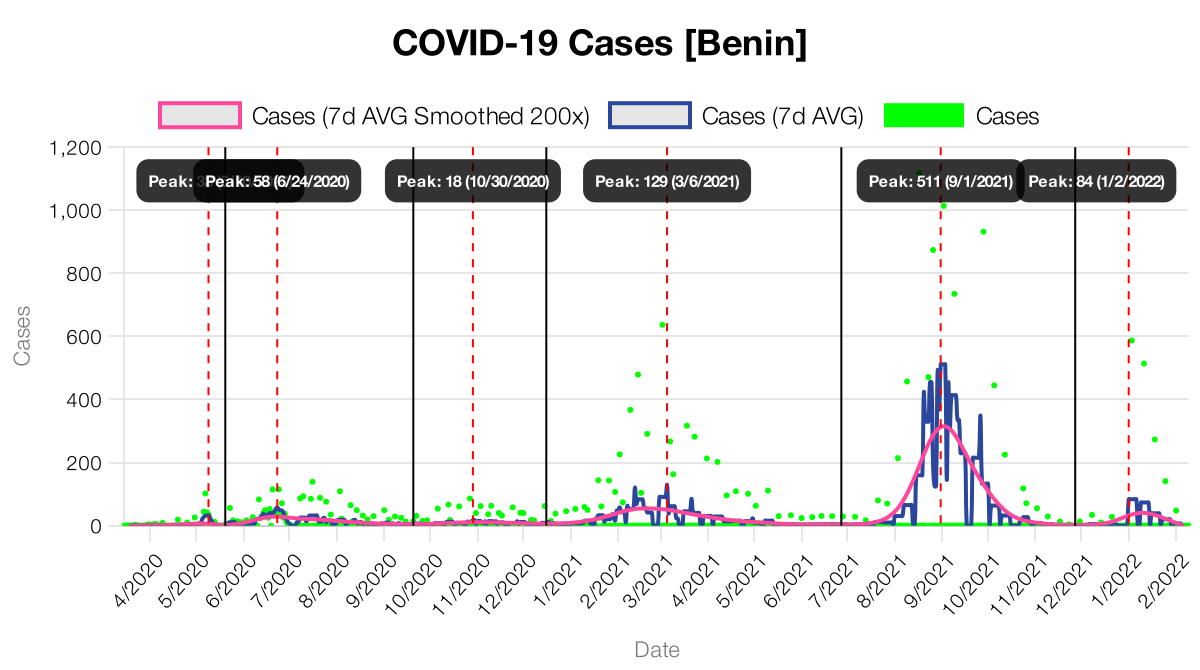 COVID-19 Cases [Benin]
Cases (7d AVG Smoothed 200x) Cases (7d AVG) Cases
1,200
1,000
800
600
400
200
0
Cases
Peak: Peak: 58 (6/24/2020) Peak: 18 (10/30/2020) Peak: 129 (3/6/2021) Peak: 511 (9/1/2021) Peak: 84 (1/2/2022)
4/2020 5/2020 6/2020 7/2020 8/2020 9/2020 10/2020 11/2020 12/2020 1/2021 2/2021 3/2021 4/2021 5/2021 6/2021 7/2021 8/2021 9/2021 10/2021 11/2021 12/2021 1/2022 2/2022
Date